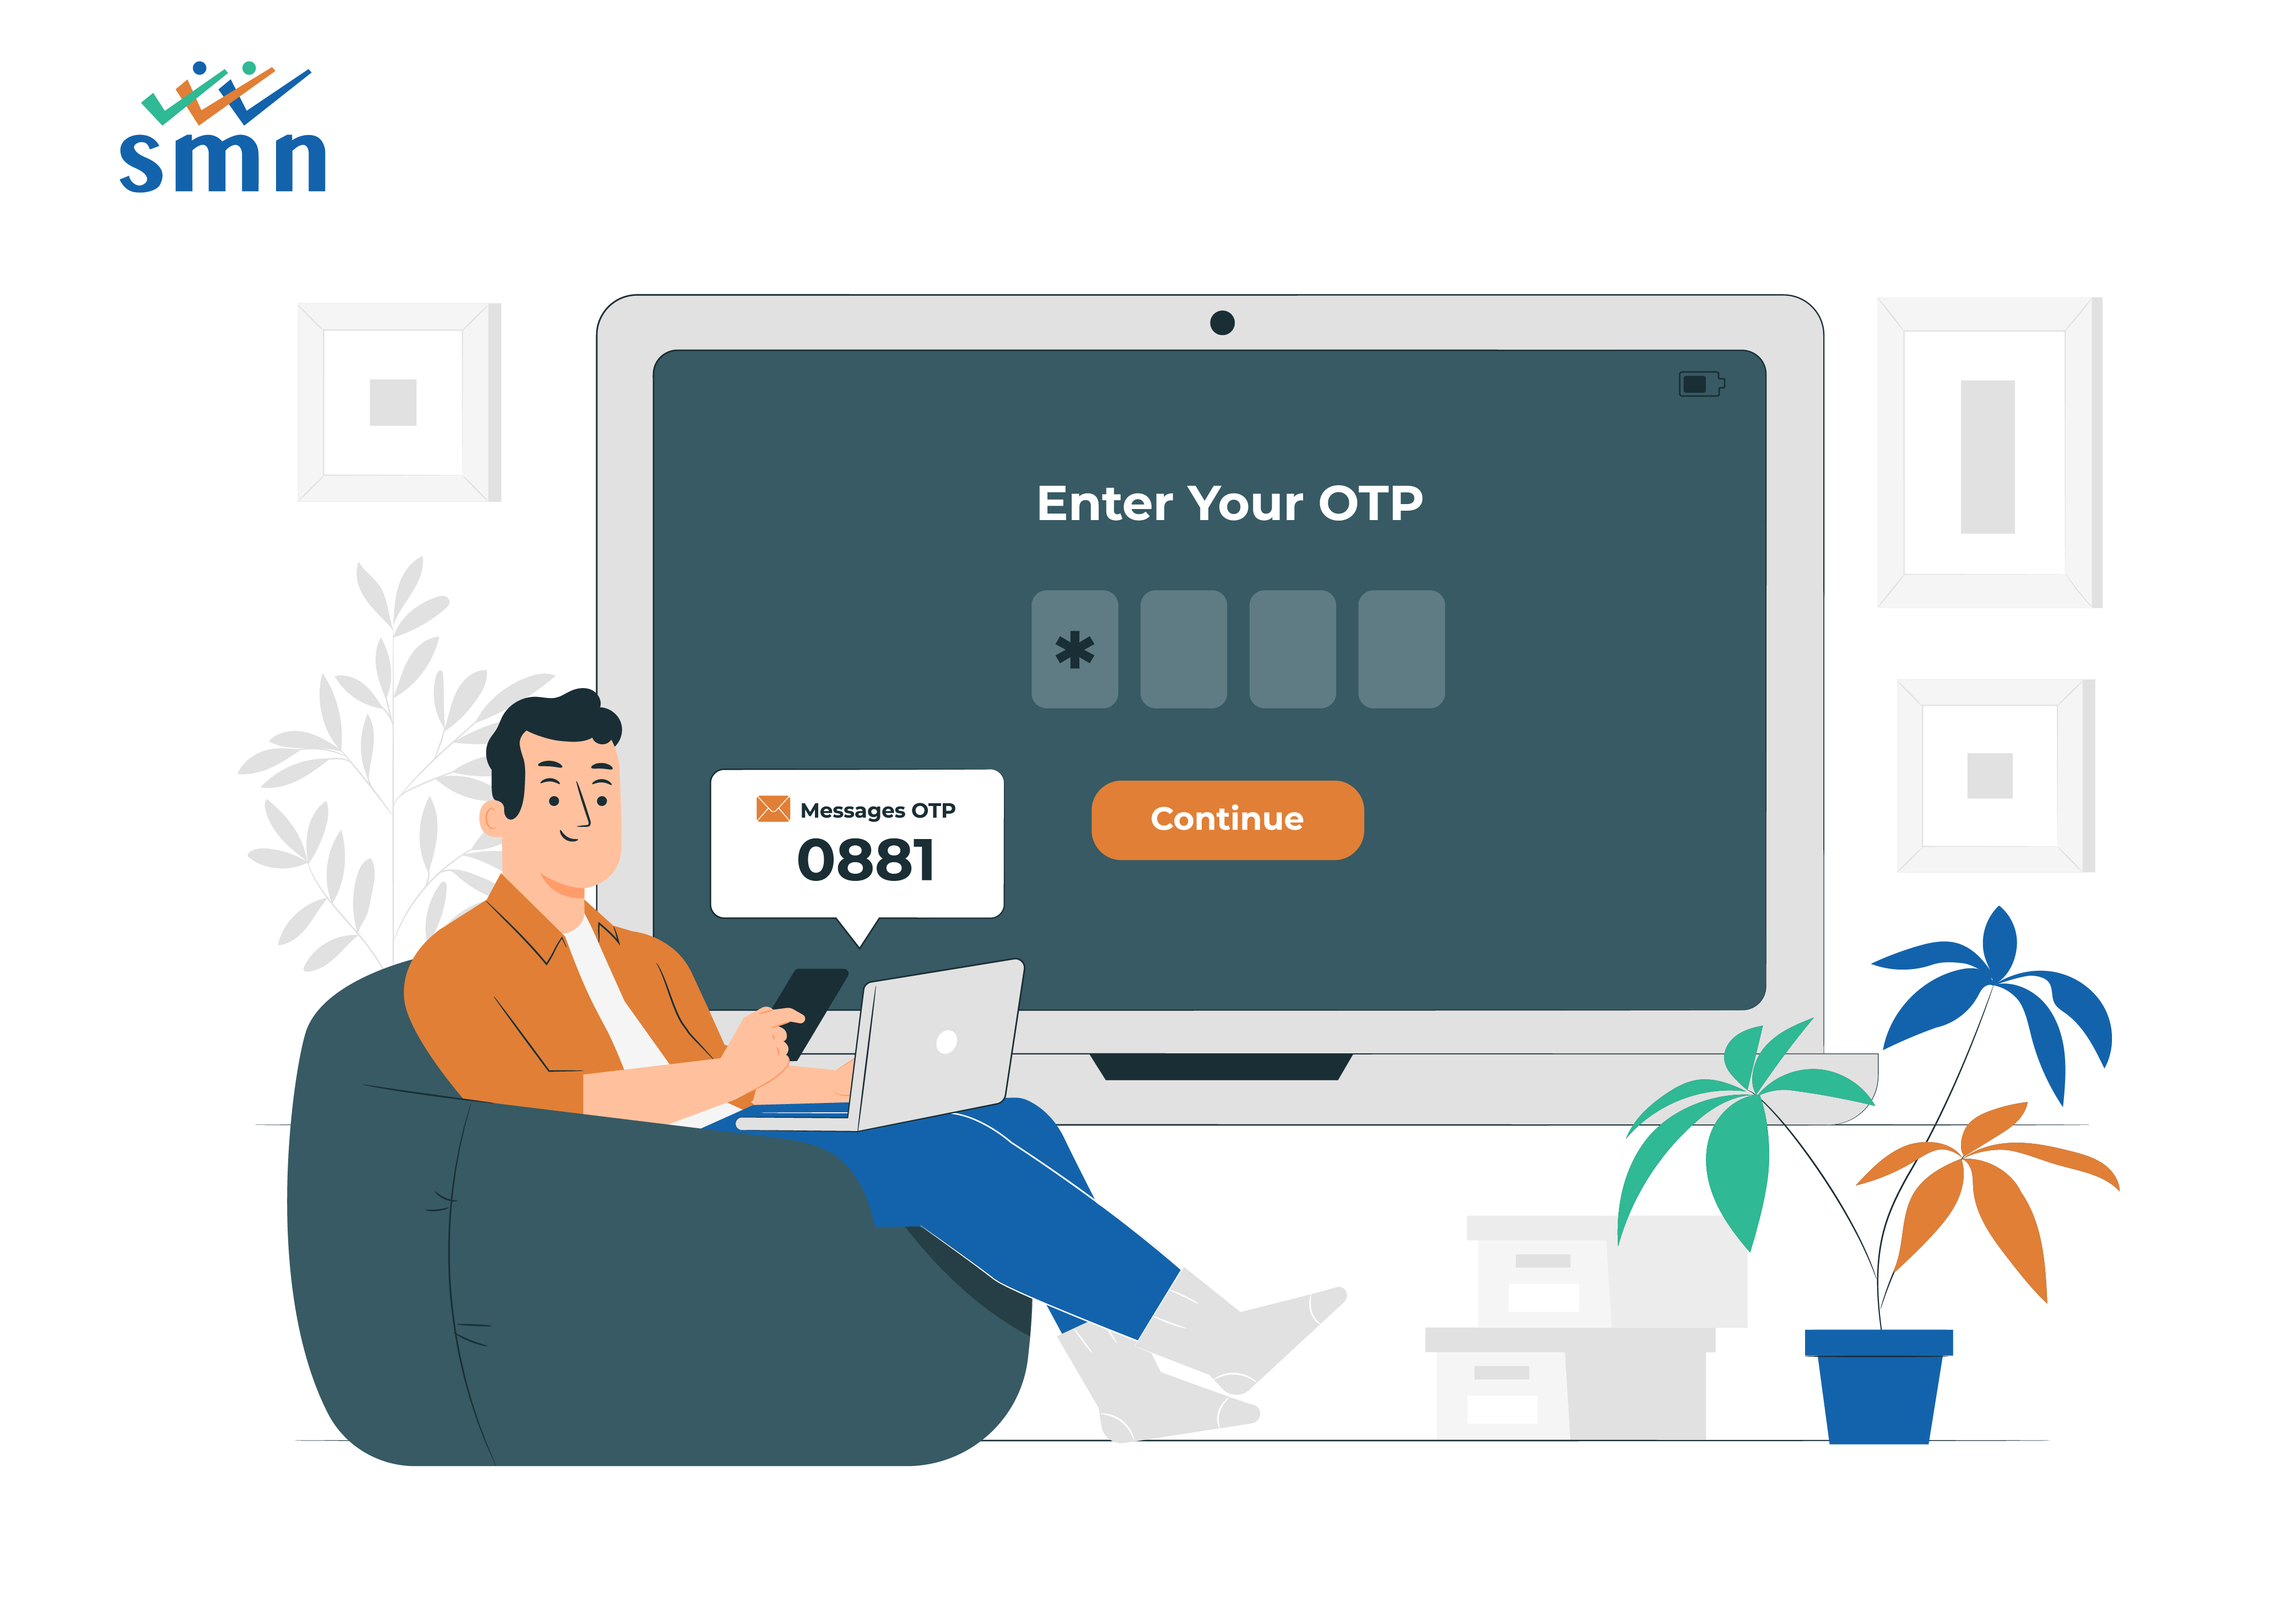 smn
Enter Your OTP
*
Messages OTP
0881
Continue